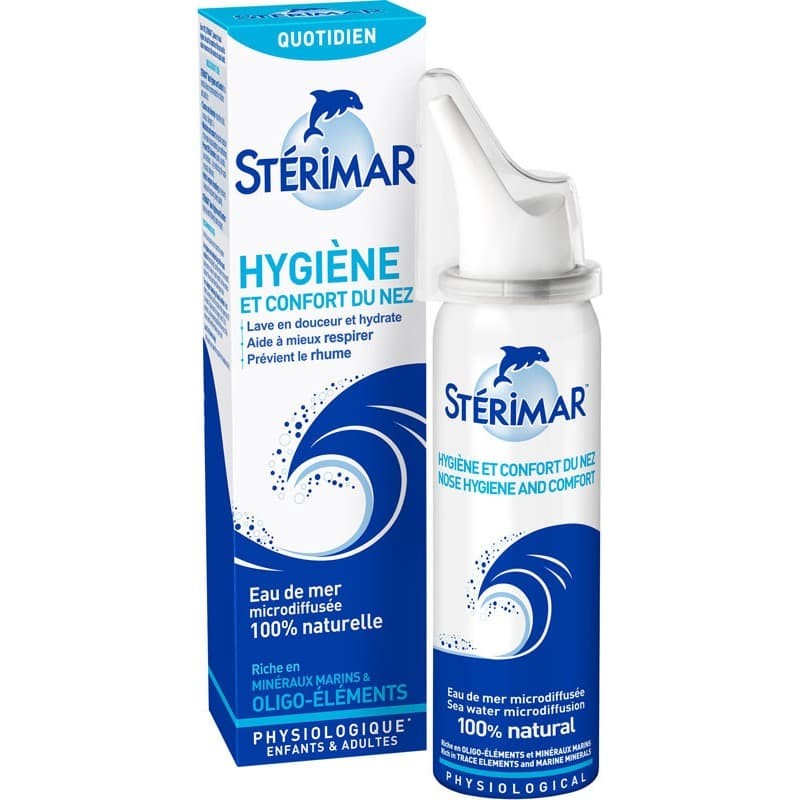 QUOTIDIEN
STÉRIMAR™
HYGIÈNE
ET CONFORT DU NEZ
Lave en douceur et hydrate
Aide à mieux respirer
Prévient le rhume
Eau de mer
microdiffusée
100% naturelle
Riche en
MINÉRAUX MARINS &
OLIGO-ÉLÉMENTS
PHYSIOLOGIQUE*
ENFANTS & ADULTES
STÉRIMAR™
HYGIÈNE ET CONFORT DU NEZ
NOSE HYGIENE AND COMFORT
Eau de mer microdiffusée
Sea water microdiffusion
100% natural
Riche en OLIGO-ÉLÉMENTS et MINÉRAUX MARINS
Rich in TRACE ELEMENTS and MARINE MINERALS
PHYSIOLOGICAL